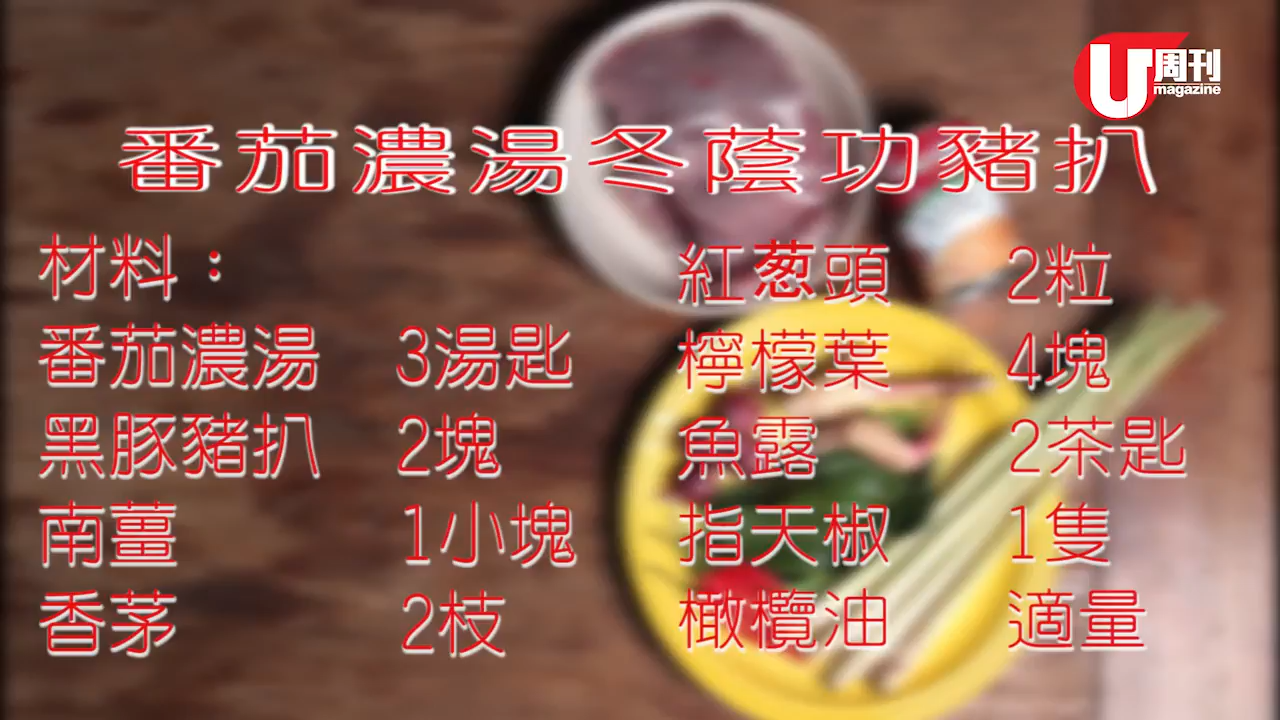 U周刊
magazine
番茄濃湯冬蔭功豬扒
材料：
番茄濃湯 3湯匙
黑豚豬扒 2塊
南薑 1小塊
香茅 2枝
紅葱頭 2粒
檸檬葉 4塊
魚露 2茶匙
指天椒 1隻
橄欖油 適量